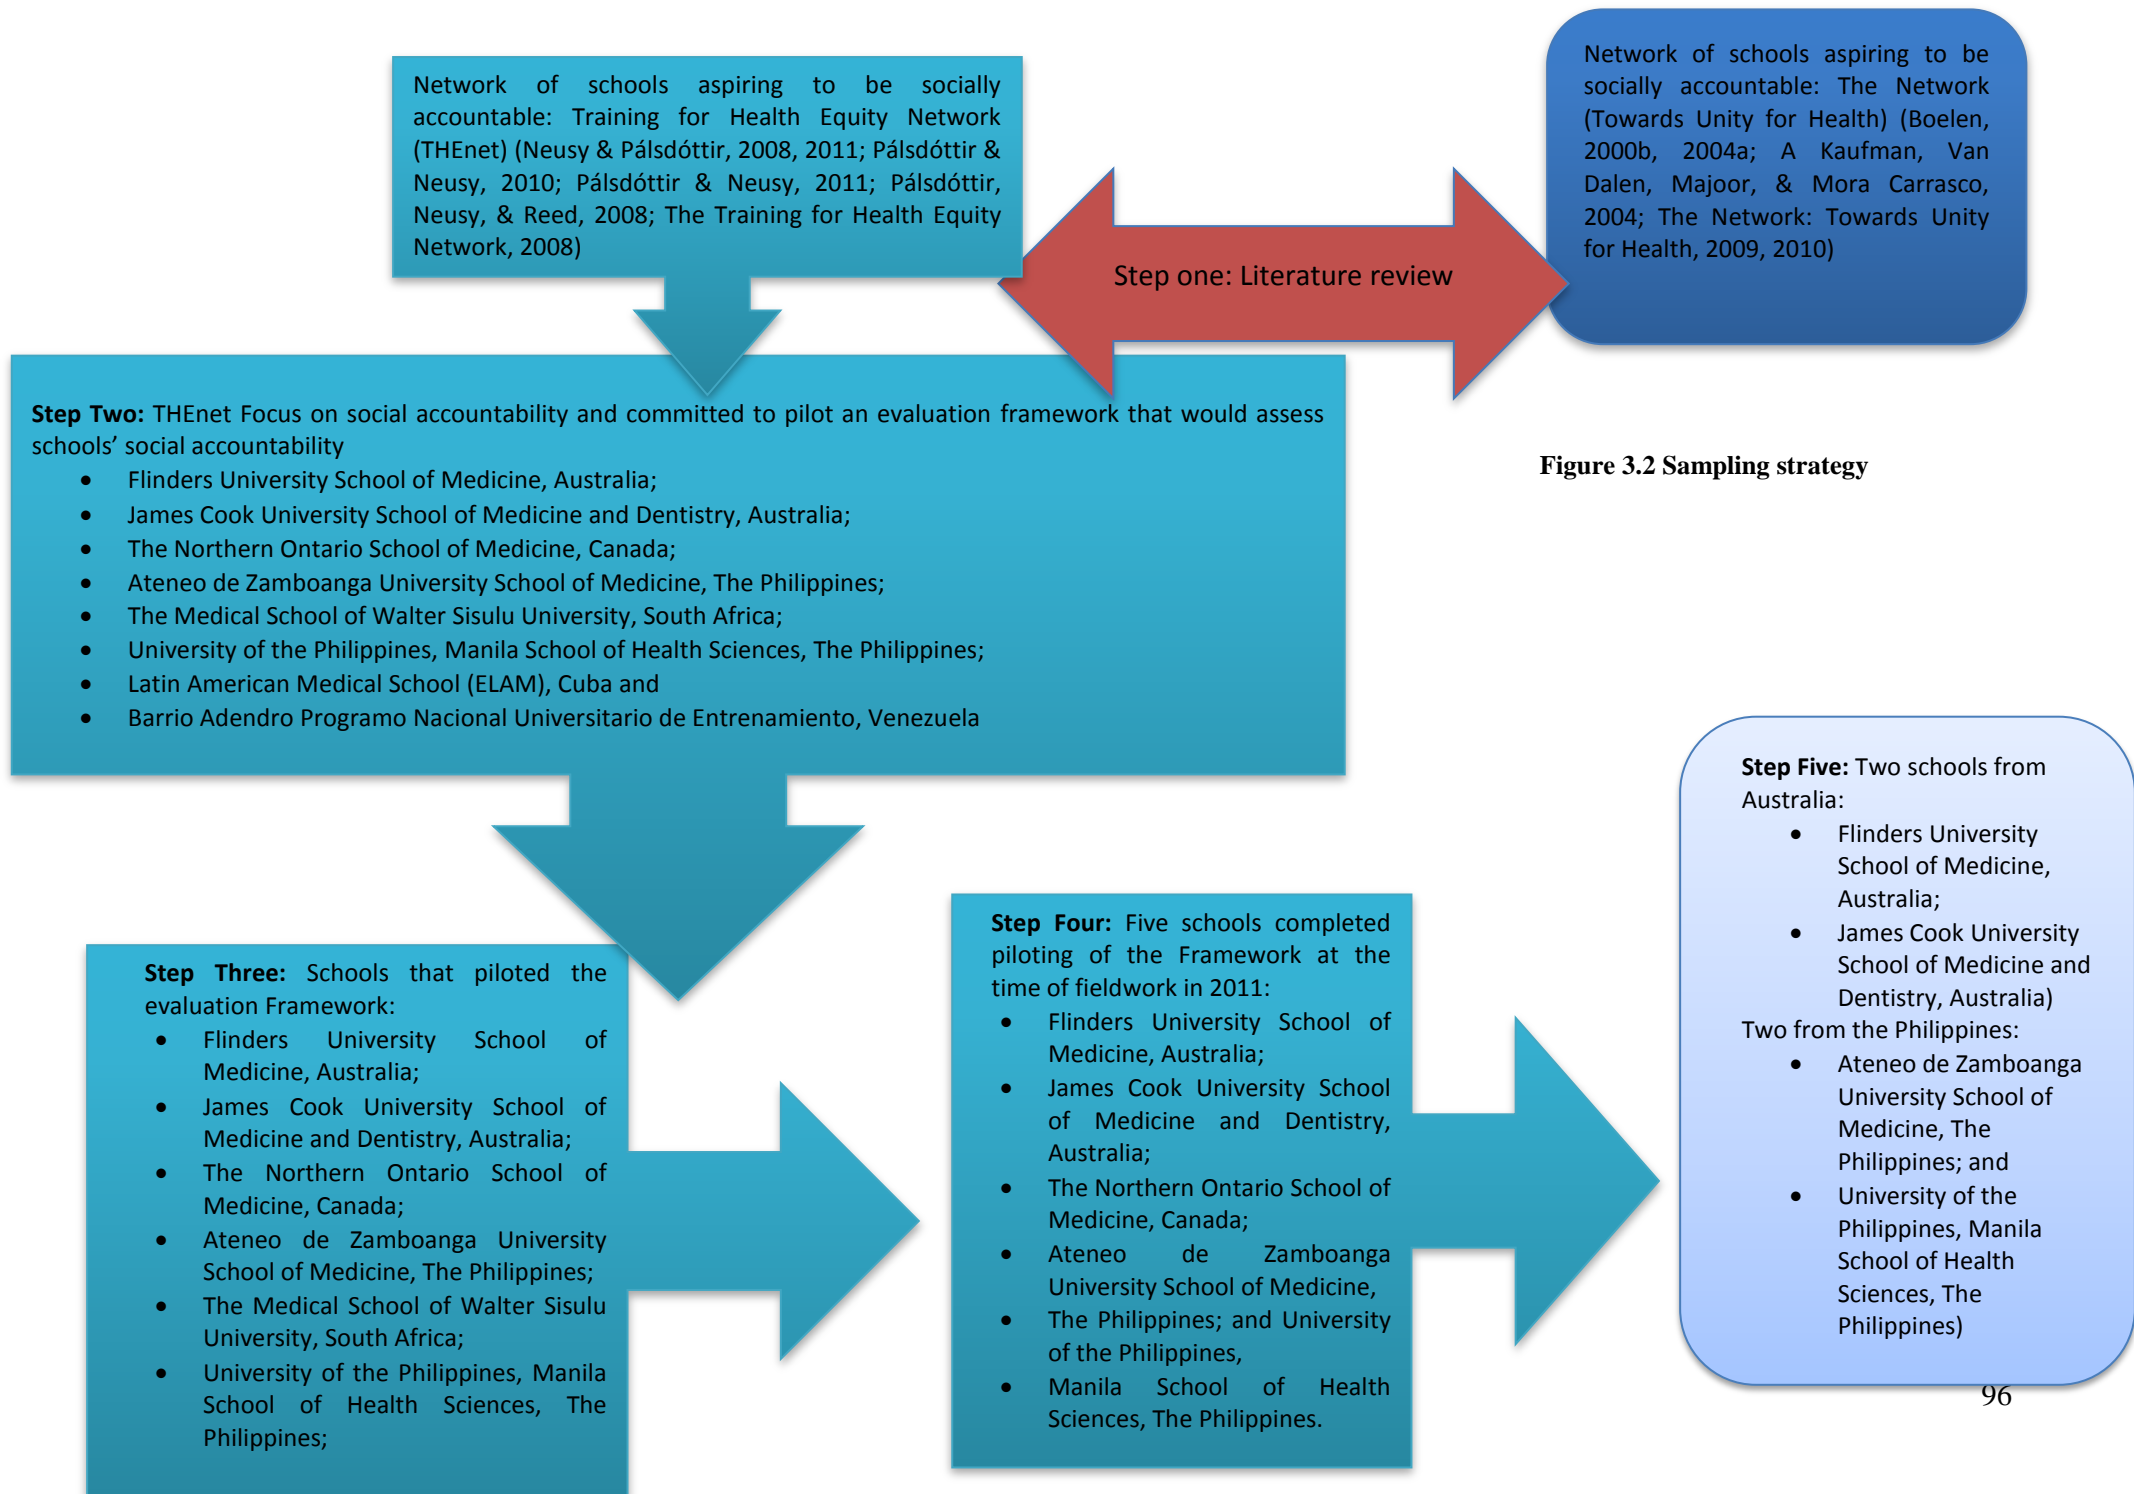 Network of schools aspiring to be socially
accountable: Training for Health Equity Network
(THEnet) (Neusy & Pálsdóttir, 2008, 2011; Pálsdóttir &
Neusy, 2010; Pálsdóttir & Neusy, 2011; Pálsdóttir,
Neusy, & Reed, 2008; The Training for Health Equity
Network, 2008)
Step one: Literature review
Network of schools aspiring to be
socially accountable: The Network
(Towards Unity for Health) (Boelen,
2000b, 2004a; A Kaufman, Van
Dalen, Majoor, & Mora Carrasco,
2004; The Network: Towards Unity
for Health, 2009, 2010)
Step Two: THEnet Focus on social accountability and committed to pilot an evaluation framework that would assess
schools’ social accountability
• Flinders University School of Medicine, Australia;
• James Cook University School of Medicine and Dentistry, Australia;
• The Northern Ontario School of Medicine, Canada;
• Ateneo de Zamboanga University School of Medicine, The Philippines;
• The Medical School of Walter Sisulu University, South Africa;
• University of the Philippines, Manila School of Health Sciences, The Philippines;
• Latin American Medical School (ELAM), Cuba and
• Barrio Adendro Programo Nacional Universitario de Entrenamiento, Venezuela
Figure 3.2 Sampling strategy
Step Three: Schools that piloted the
evaluation Framework:
• Flinders University School of
Medicine, Australia;
• James Cook University School of
Medicine and Dentistry, Australia;
• The Northern Ontario School of
Medicine, Canada;
• Ateneo de Zamboanga University
School of Medicine, The Philippines;
• The Medical School of Walter Sisulu
University, South Africa;
• University of the Philippines, Manila
School of Health Sciences, The
Philippines;
Step Four: Five schools completed
piloting of the Framework at the
time of fieldwork in 2011:
• Flinders University School of
Medicine, Australia;
• James Cook University School
of Medicine and Dentistry,
Australia;
• The Northern Ontario School of
Medicine, Canada;
• Ateneo de Zamboanga
University School of Medicine,
• The Philippines; and University
of the Philippines,
• Manila School of Health
Sciences, The Philippines.
Step Five: Two schools from
Australia:
• Flinders University
School of Medicine,
Australia;
• James Cook University
School of Medicine and
Dentistry, Australia)
Two from the Philippines:
• Ateneo de Zamboanga
University School of
Medicine, The
Philippines; and
• University of the
Philippines, Manila
School of Health
Sciences, The
Philippines)
96